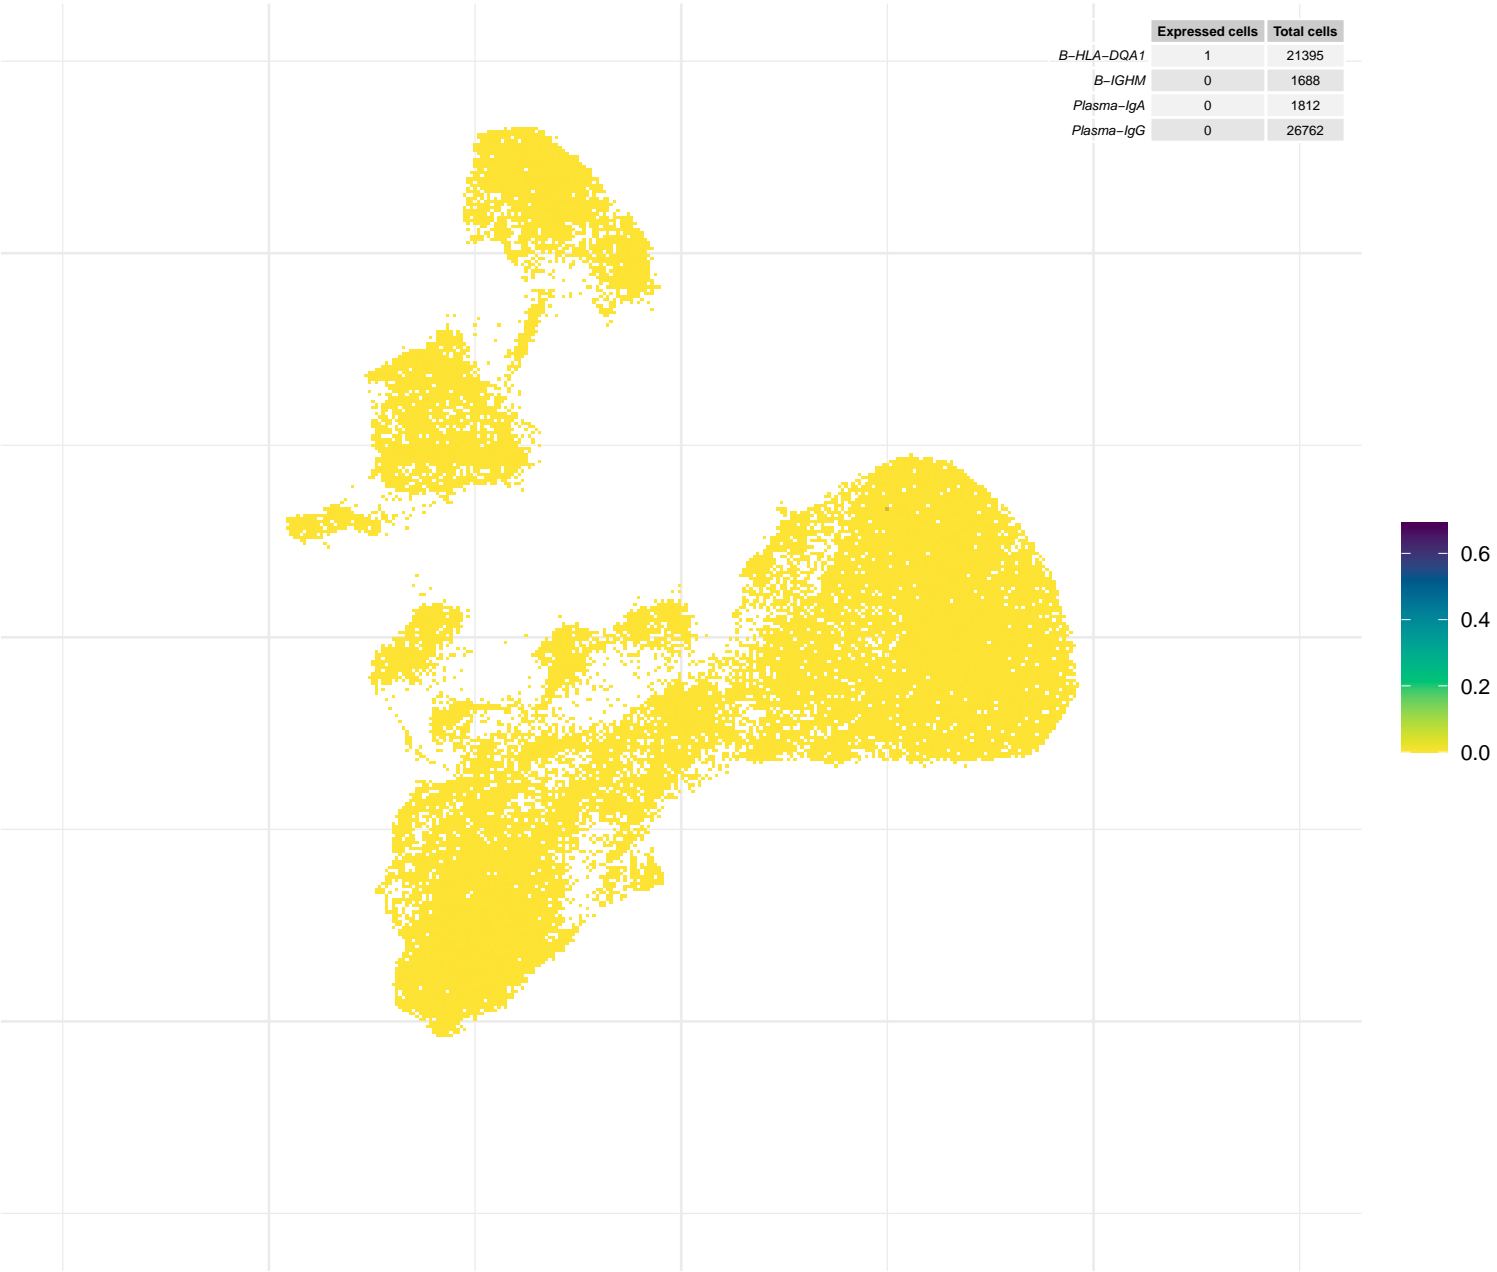 Expressed cells Total cells
B−HLA−DQA1 1 21395
B−IGHM 0 1688
Plasma−IgA 0 1812
Plasma−IgG 0 26762
0.6
0.4
0.2
0.0